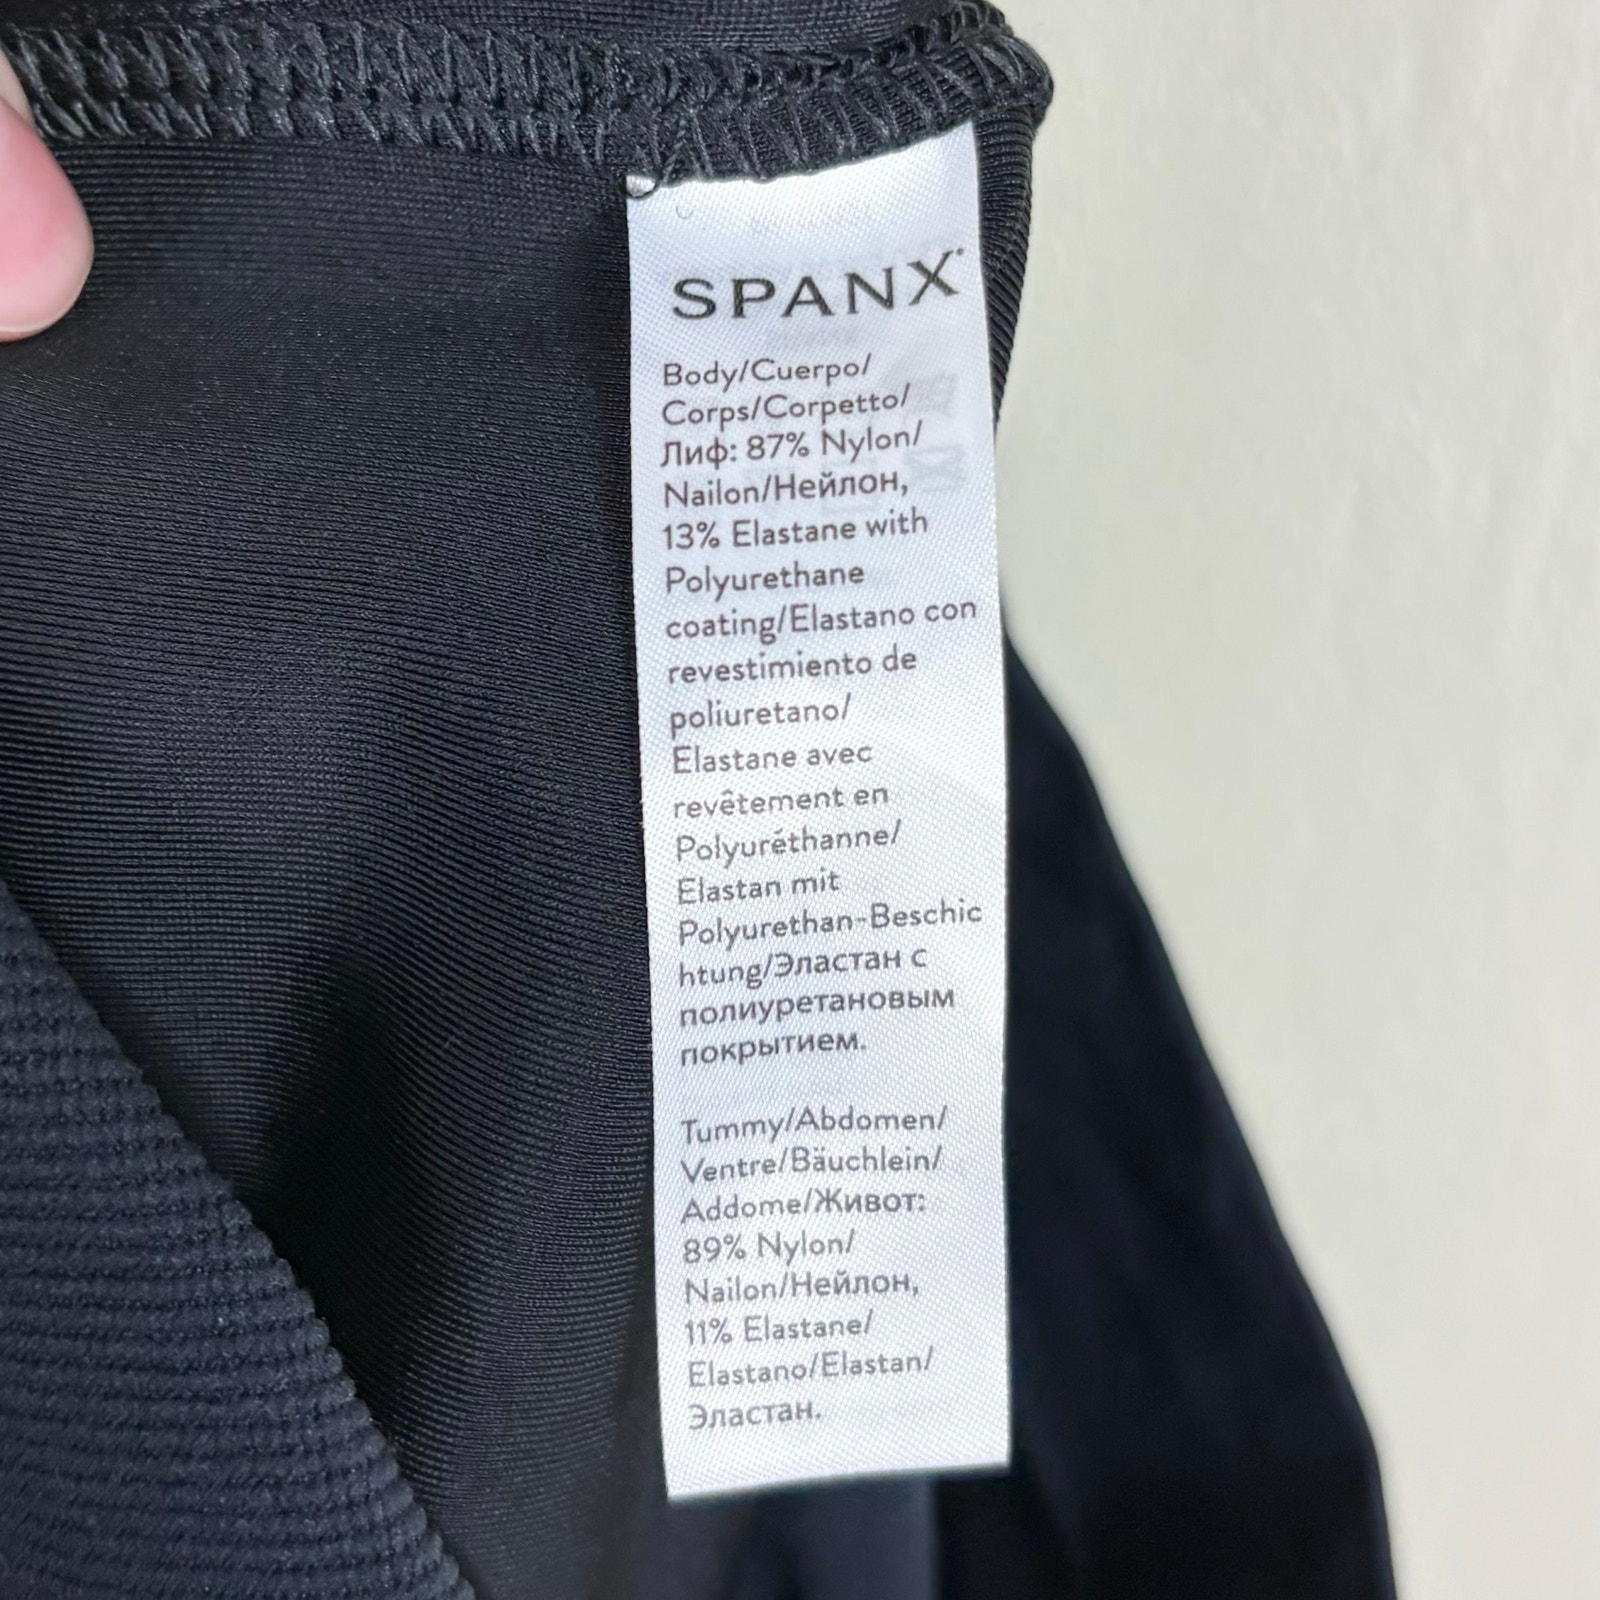 SPANX
Body/Cuerpo/
Corps/Corpetto/
Лиф: 87% Nylon/
Nailon/Нейлон,
13% Elastane with
Polyurethane
coating/Elastano con
revestimiento de
poliuretano/
Elastane avec
revêtement en
Polyuréthanne/
Elastan mit
Polyurethan-Beschic
htung/Эластан с
полиуретановым
покрытием.
Tummy/Abdomen/
Ventre/Bäuchlein/
Addome/Живот:
89% Nylon/
Nailon/Нейлон,
11% Elastane/
Elastano/Elastan/
Эластан.